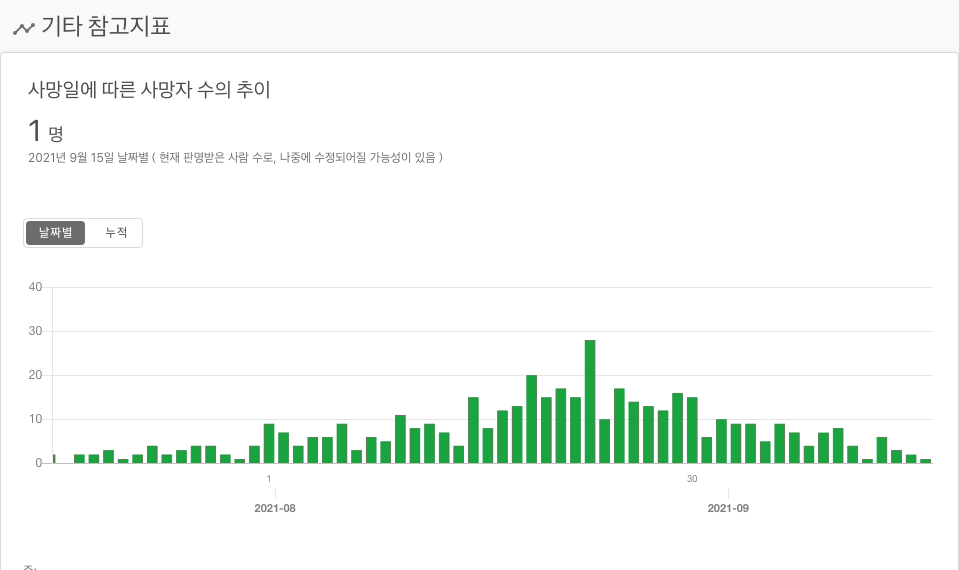 기타 참고지표
사망일에 따른 사망자 수의 추이
1 명
2021년 9월 15일 날짜별 ( 현재 판명받은 사람 수로, 나중에 수정되어질 가능성이 있음 )
날짜별 누적
40
30
20
10
0
1 30
2021-08 2021-09